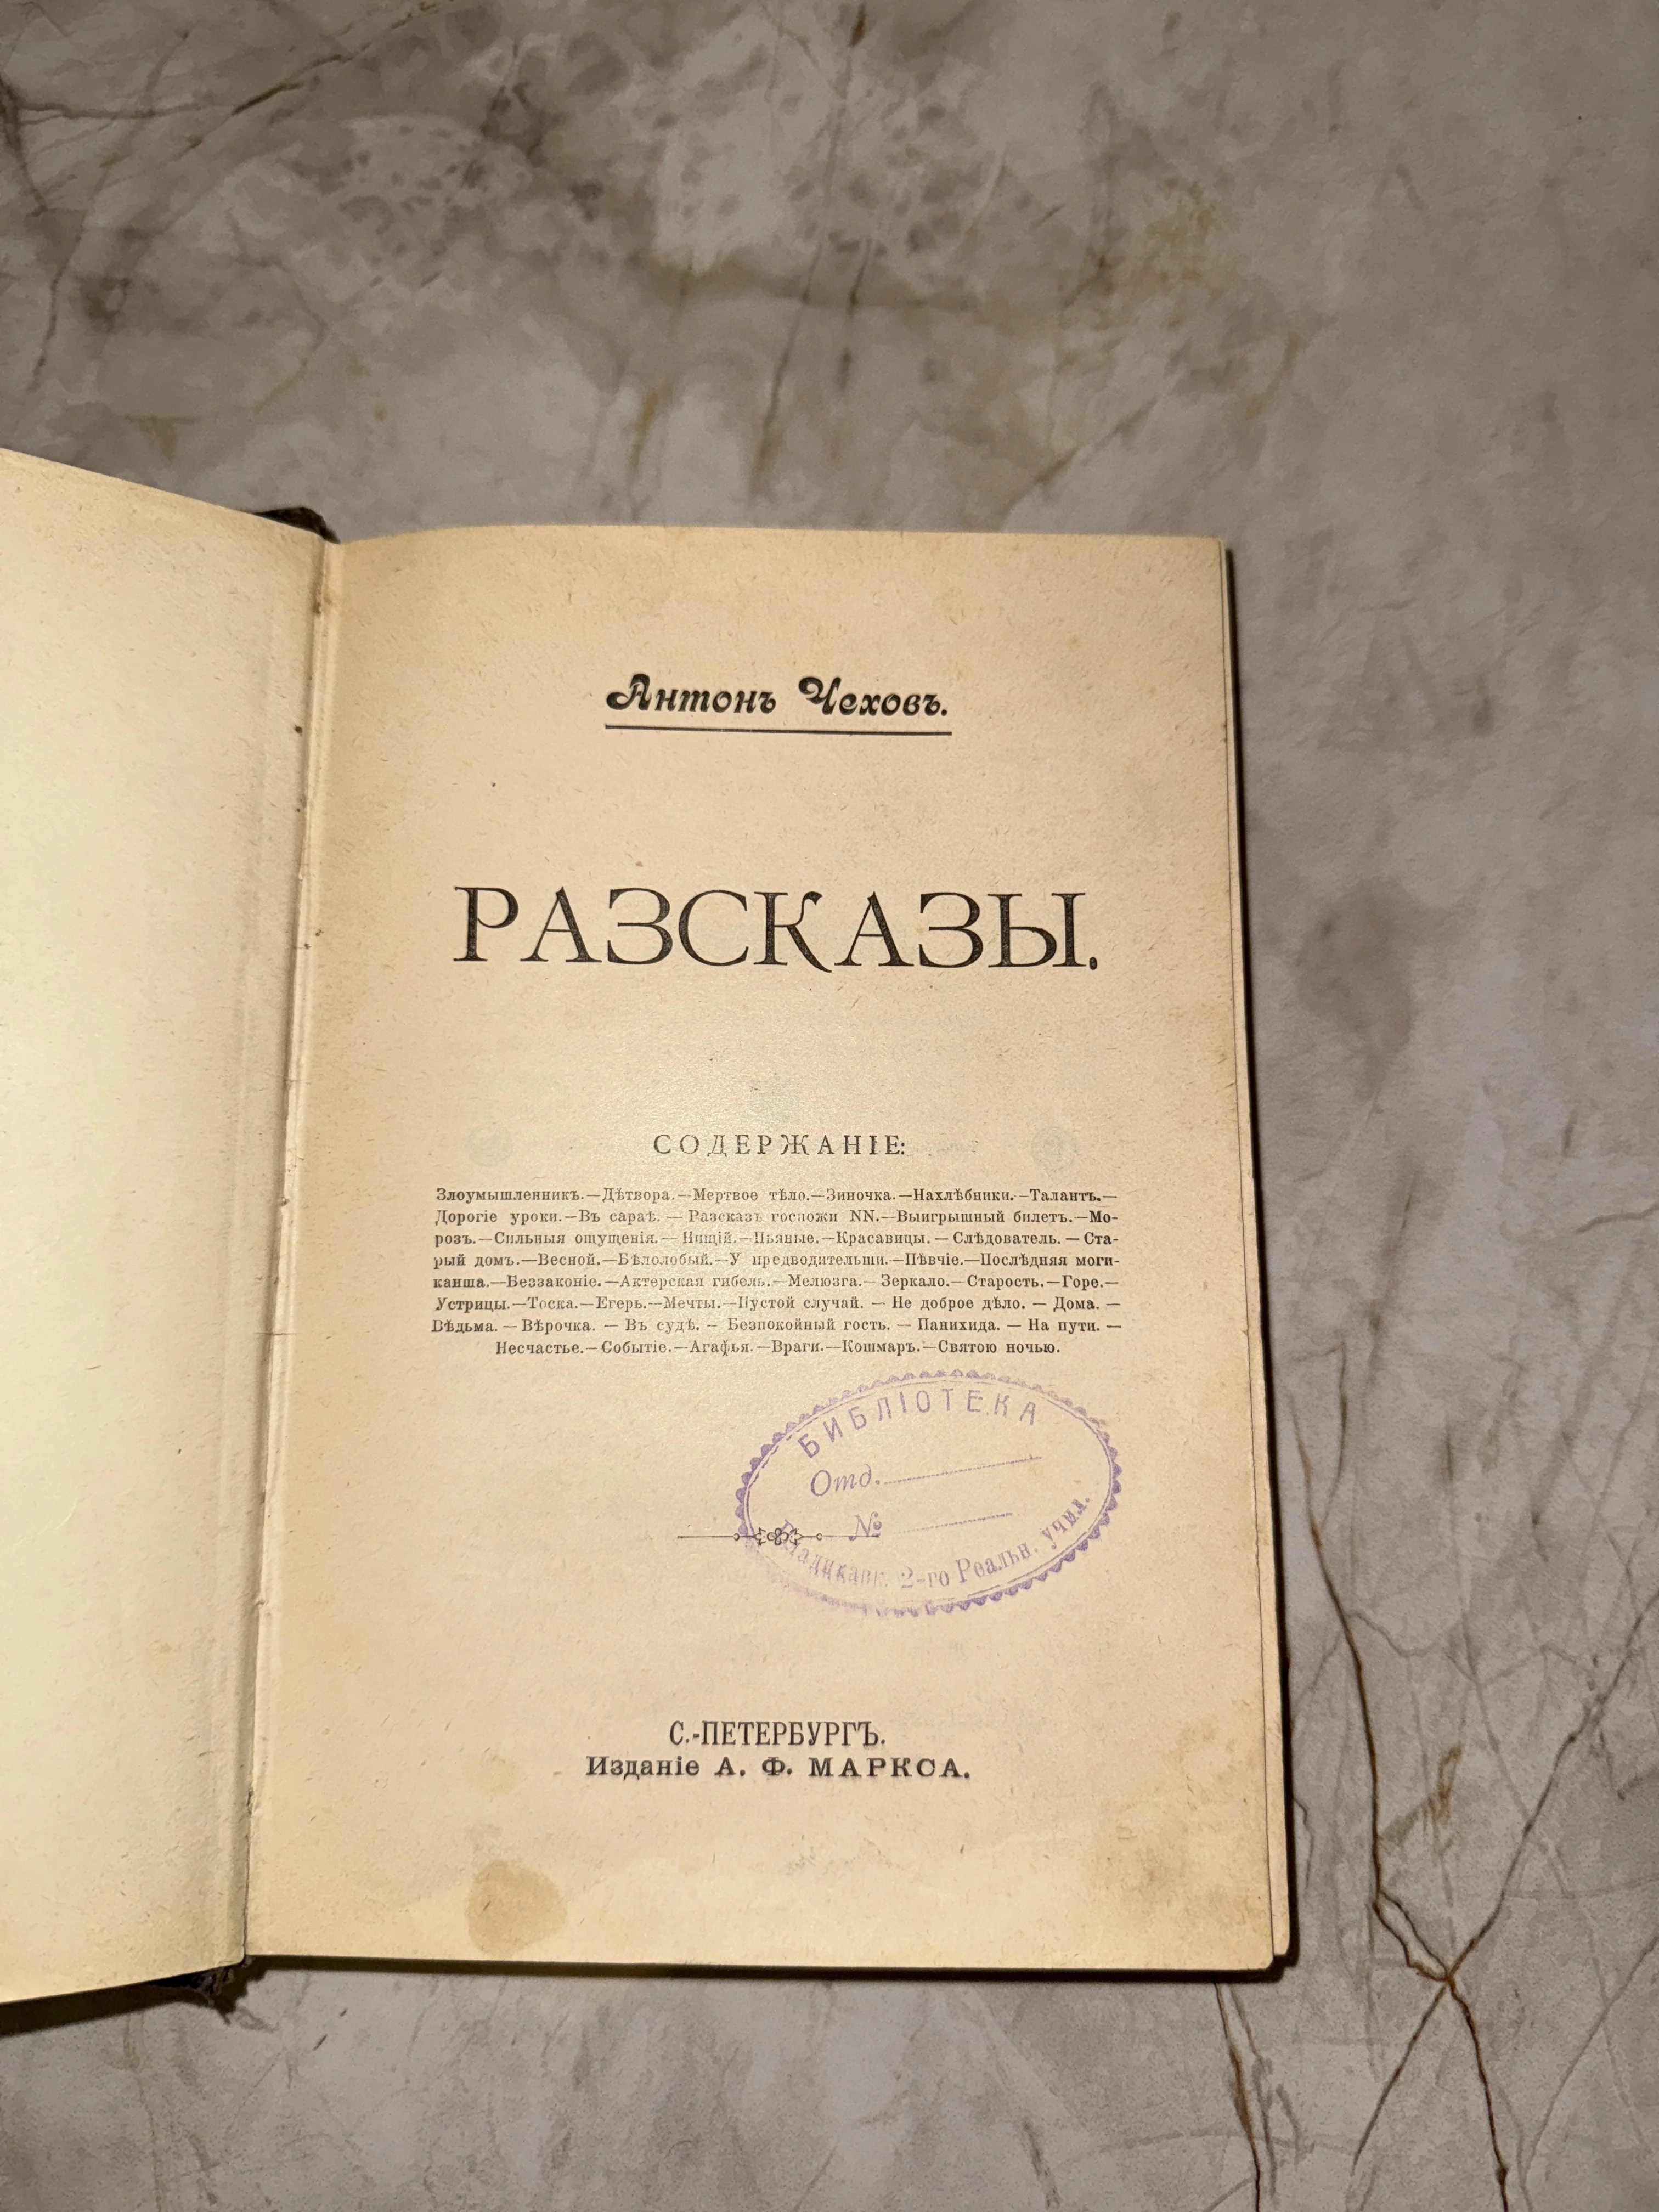 Антонъ Чеховъ.
РАЗСКАЗЫ.
СОДЕРЖАНІЕ:
Злоумышленникъ.—Дѣтвора.—Мертвое тѣло.—Зиночка.—Нахлѣбники.—Талантъ.—
Дорогіе уроки.—Въ сараѣ. — Разсказъ госпожи NN.—Выигрышный билетъ.—Мо-
розъ.—Сильныя ощущенія.—Нищій.—Пьяные.—Красавицы. — Слѣдователь. — Ста-
рый домъ.—Весной.—Бѣлолобый.—У предводительши.—Пѣвчіе.—Послѣдняя моги-
канша.—Беззаконіе.—Актерская гибель.—Мелюзга.— Зеркало.—Старость.—Горе.—
Устрицы.—Тоска.—Егерь.—Мечты.—Пустой случай. — Не доброе дѣло. — Дома. —
Вѣдьма. — Вѣрочка. — Въ судѣ. — Безпокойный гость. — Панихида. — На пути. —
Несчастье.—Событіе.—Агафья.—Враги.—Кошмаръ.—Святою ночью.
БИБЛІОТЕКА
Отд.
№
Владикавк. 2-го Реальн. учил.
С.-ПЕТЕРБУРГЪ.
Изданіе А. Ф. МАРКСА.